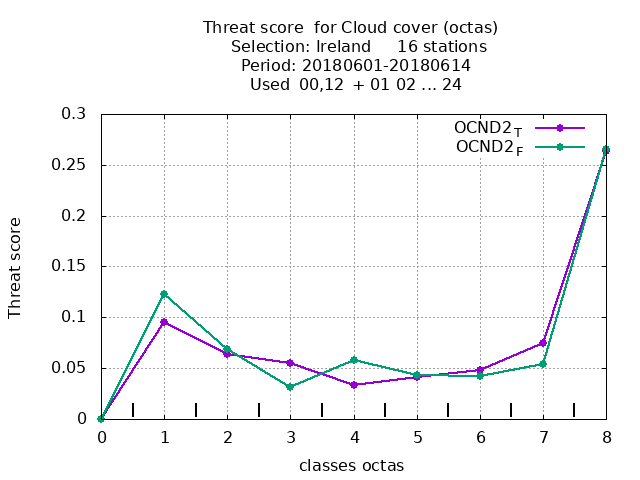 Threat score  for Cloud cover (octas)
Selection: Ireland     16 stations
Period: 20180601-20180614
Used  00,12  + 01 02 ... 24
0.3
OCND2T
OCND2F
0.25
0.2
0.15
0.1
0.05
0
Threat score
0 1 2 3 4 5 6 7 8
classes octas